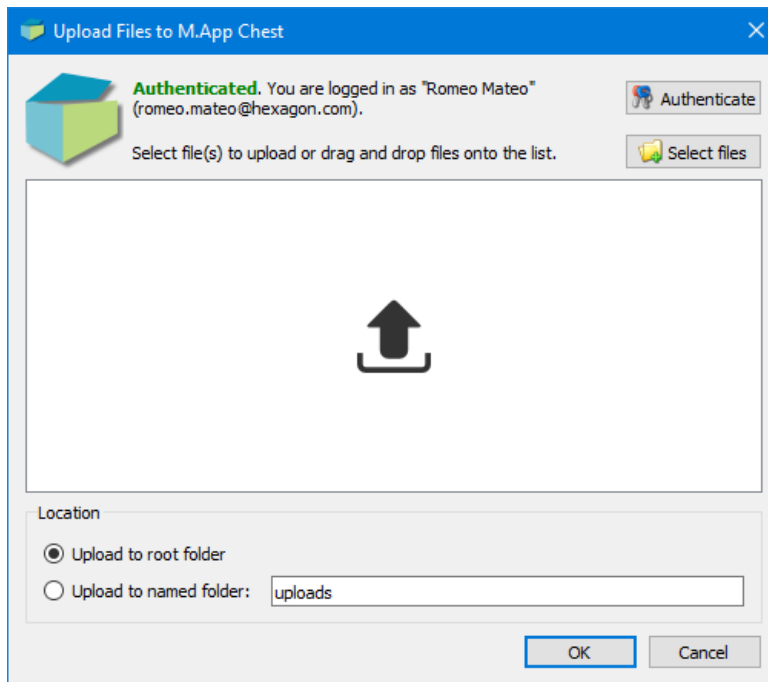 Upload Files to M.App Chest
Authenticated. You are logged in as "Romeo Mateo"
(romeo.mateo@hexagon.com).
Authenticate
Select file(s) to upload or drag and drop files onto the list.
Select files
Location
Upload to root folder
Upload to named folder:
uploads
OK
Cancel